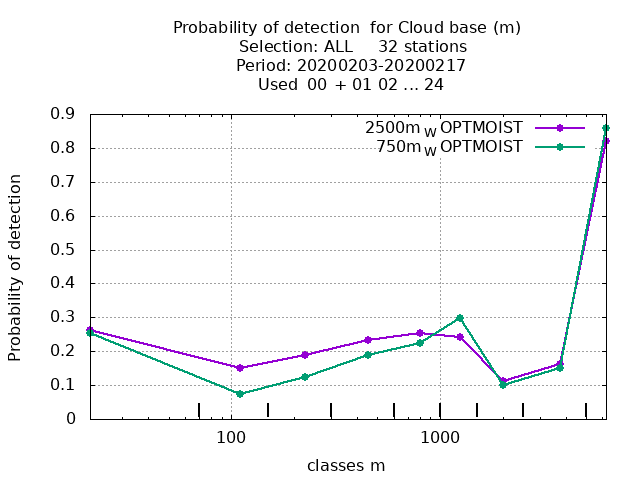 Probability of detection  for Cloud base (m)
Selection: ALL     32 stations
Period: 20200203-20200217
Used  00  + 01 02 ... 24
2500m_W OPTMOIST
750m_W OPTMOIST
0.9
0.8
0.7
0.6
0.5
0.4
0.3
0.2
0.1
0
Probability of detection
100
1000
classes m